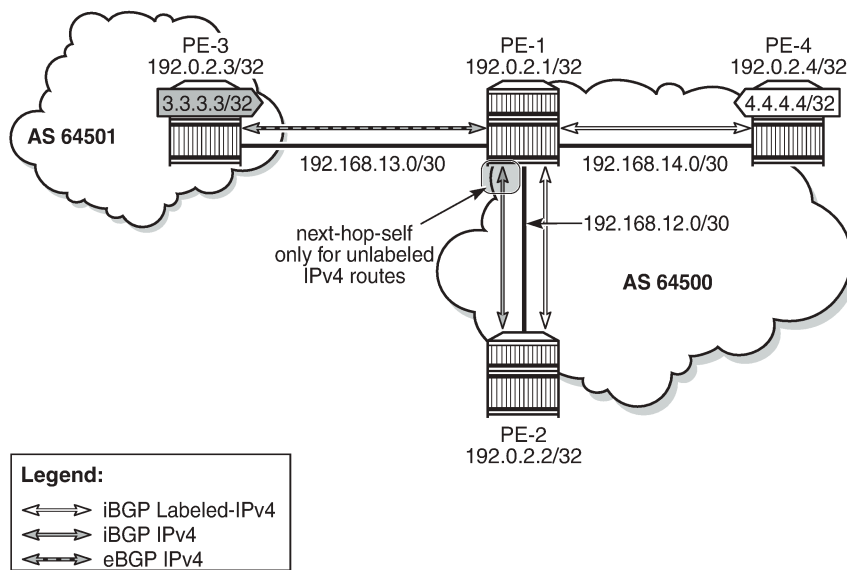 PE-3
192.0.2.3/32
3.3.3.3/32
AS 64501
PE-1
192.0.2.1/32
PE-4
192.0.2.4/32
4.4.4.4/32
192.168.13.0/30
192.168.14.0/30
192.168.12.0/30
next-hop-self
only for unlabeled
IPv4 routes
AS 64500
PE-2
192.0.2.2/32
Legend:
iBGP Labeled-IPv4
iBGP IPv4
eBGP IPv4